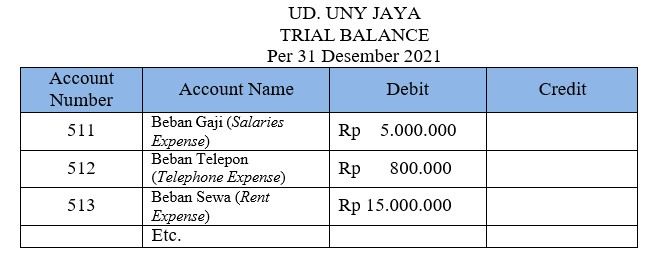 UD. UNY JAYA
TRIAL BALANCE
Per 31 Desember 2021
Account Number Account Name Debit Credit
511 Beban Gaji (Salaries Expense) Rp 5.000.000
512 Beban Telepon (Telephone Expense) Rp 800.000
513 Beban Sewa (Rent Expense) Rp 15.000.000
Etc.